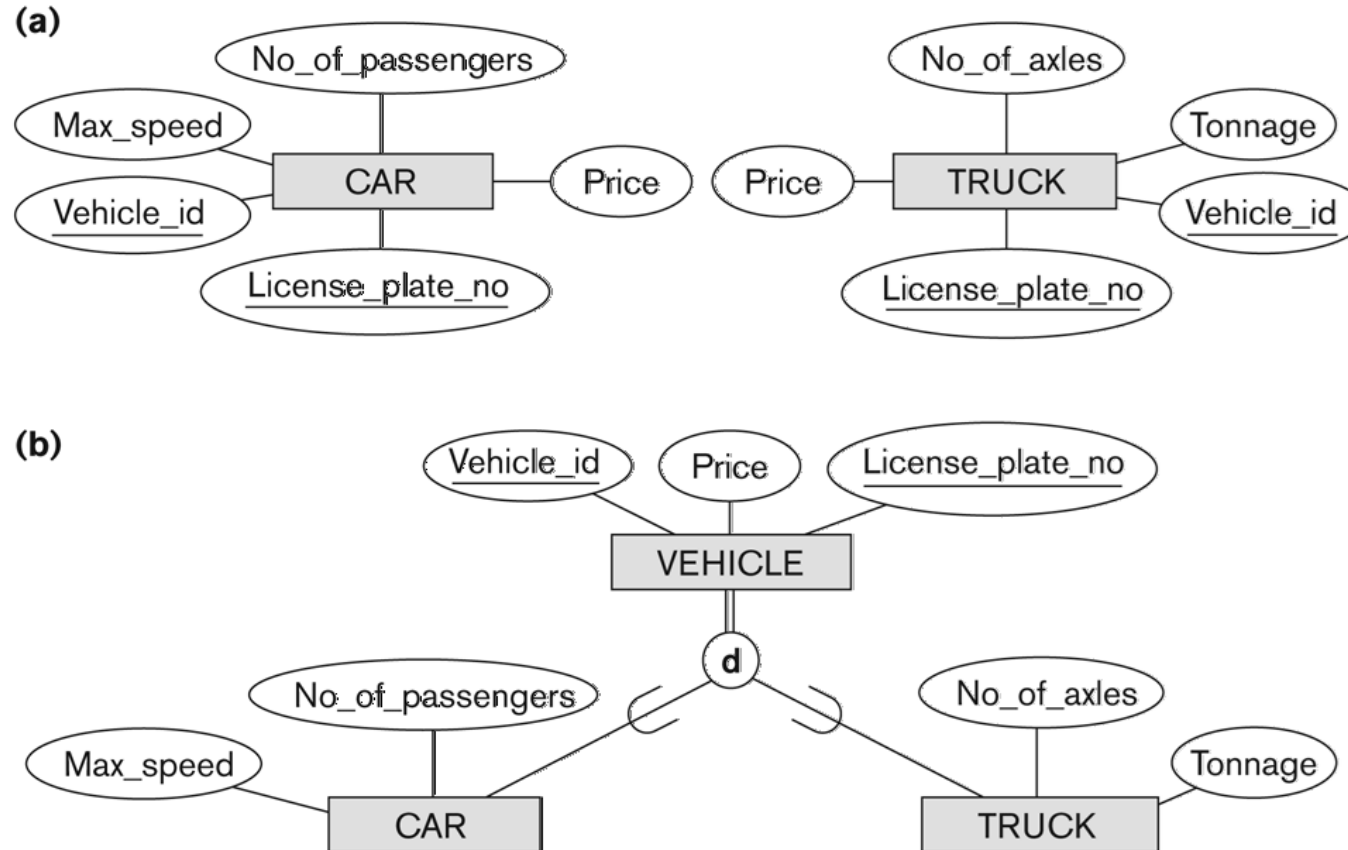 (a)
No_of_passengers
Max_speed
CAR
Price
Vehicle_id
License_plate_no
No_of_axles
Tonnage
Price
TRUCK
Vehicle_id
License_plate_no
(b)
Vehicle_id
Price
License_plate_no
VEHICLE
d
No_of_passengers
Max_speed
CAR
No_of_axles
Tonnage
TRUCK